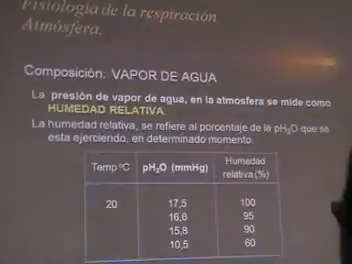 Fisiología de la respiración
Atmósfera.
Composición: VAPOR DE AGUA
La presión de vapor de agua, en la atmosfera se mide como
HUMEDAD RELATIVA.
La humedad relativa, se refiere al porcentaje de la pH₂O que se
esta ejerciendo, en determinado momento.
Temp ºC pH₂O (mmHg) Humedad
relativa (%)
20 17,5 100
16,6 95
15,8 90
10,5 60